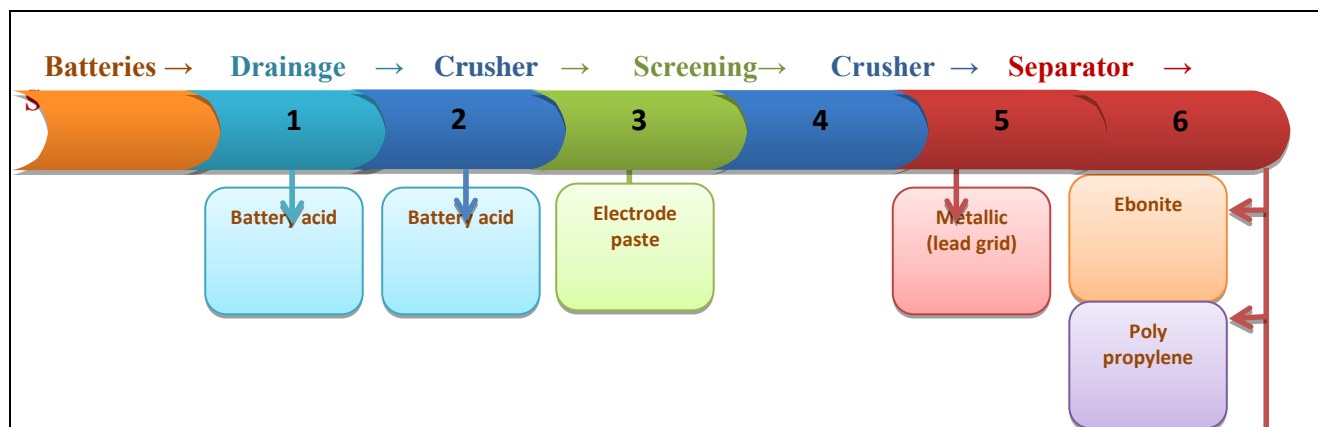 Batteries → Drainage → Crusher → Screening→ Crusher → Separator →
S
1 2 3 4 5 6
Battery acid
Battery acid
Electrode
paste
Metallic
(lead grid)
Ebonite
Poly
propylene